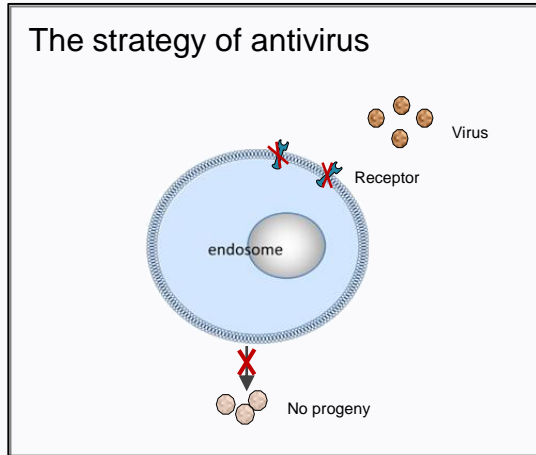 The strategy of antivirus
Virus
Receptor
endosome
No progeny